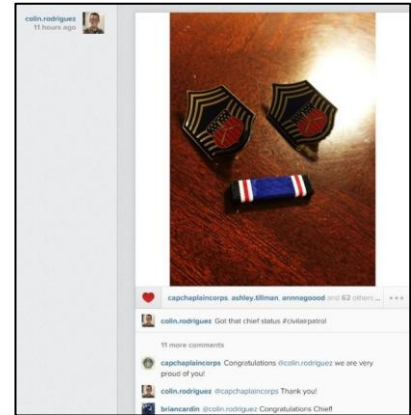 colin.rodriguez
11 hours ago
capchaplaincorps, ashley.tillman, annnagoood and 62 others ...
colin.rodriguez Got that chief status #civilairpatrol
11 more comments
capchaplaincorps Congratulations @colin.rodriguez we are very
proud of you!
colin.rodriguez @capchaplaincorps Thank you!
briancardin @colin.rodriguez Congratulations Chief!